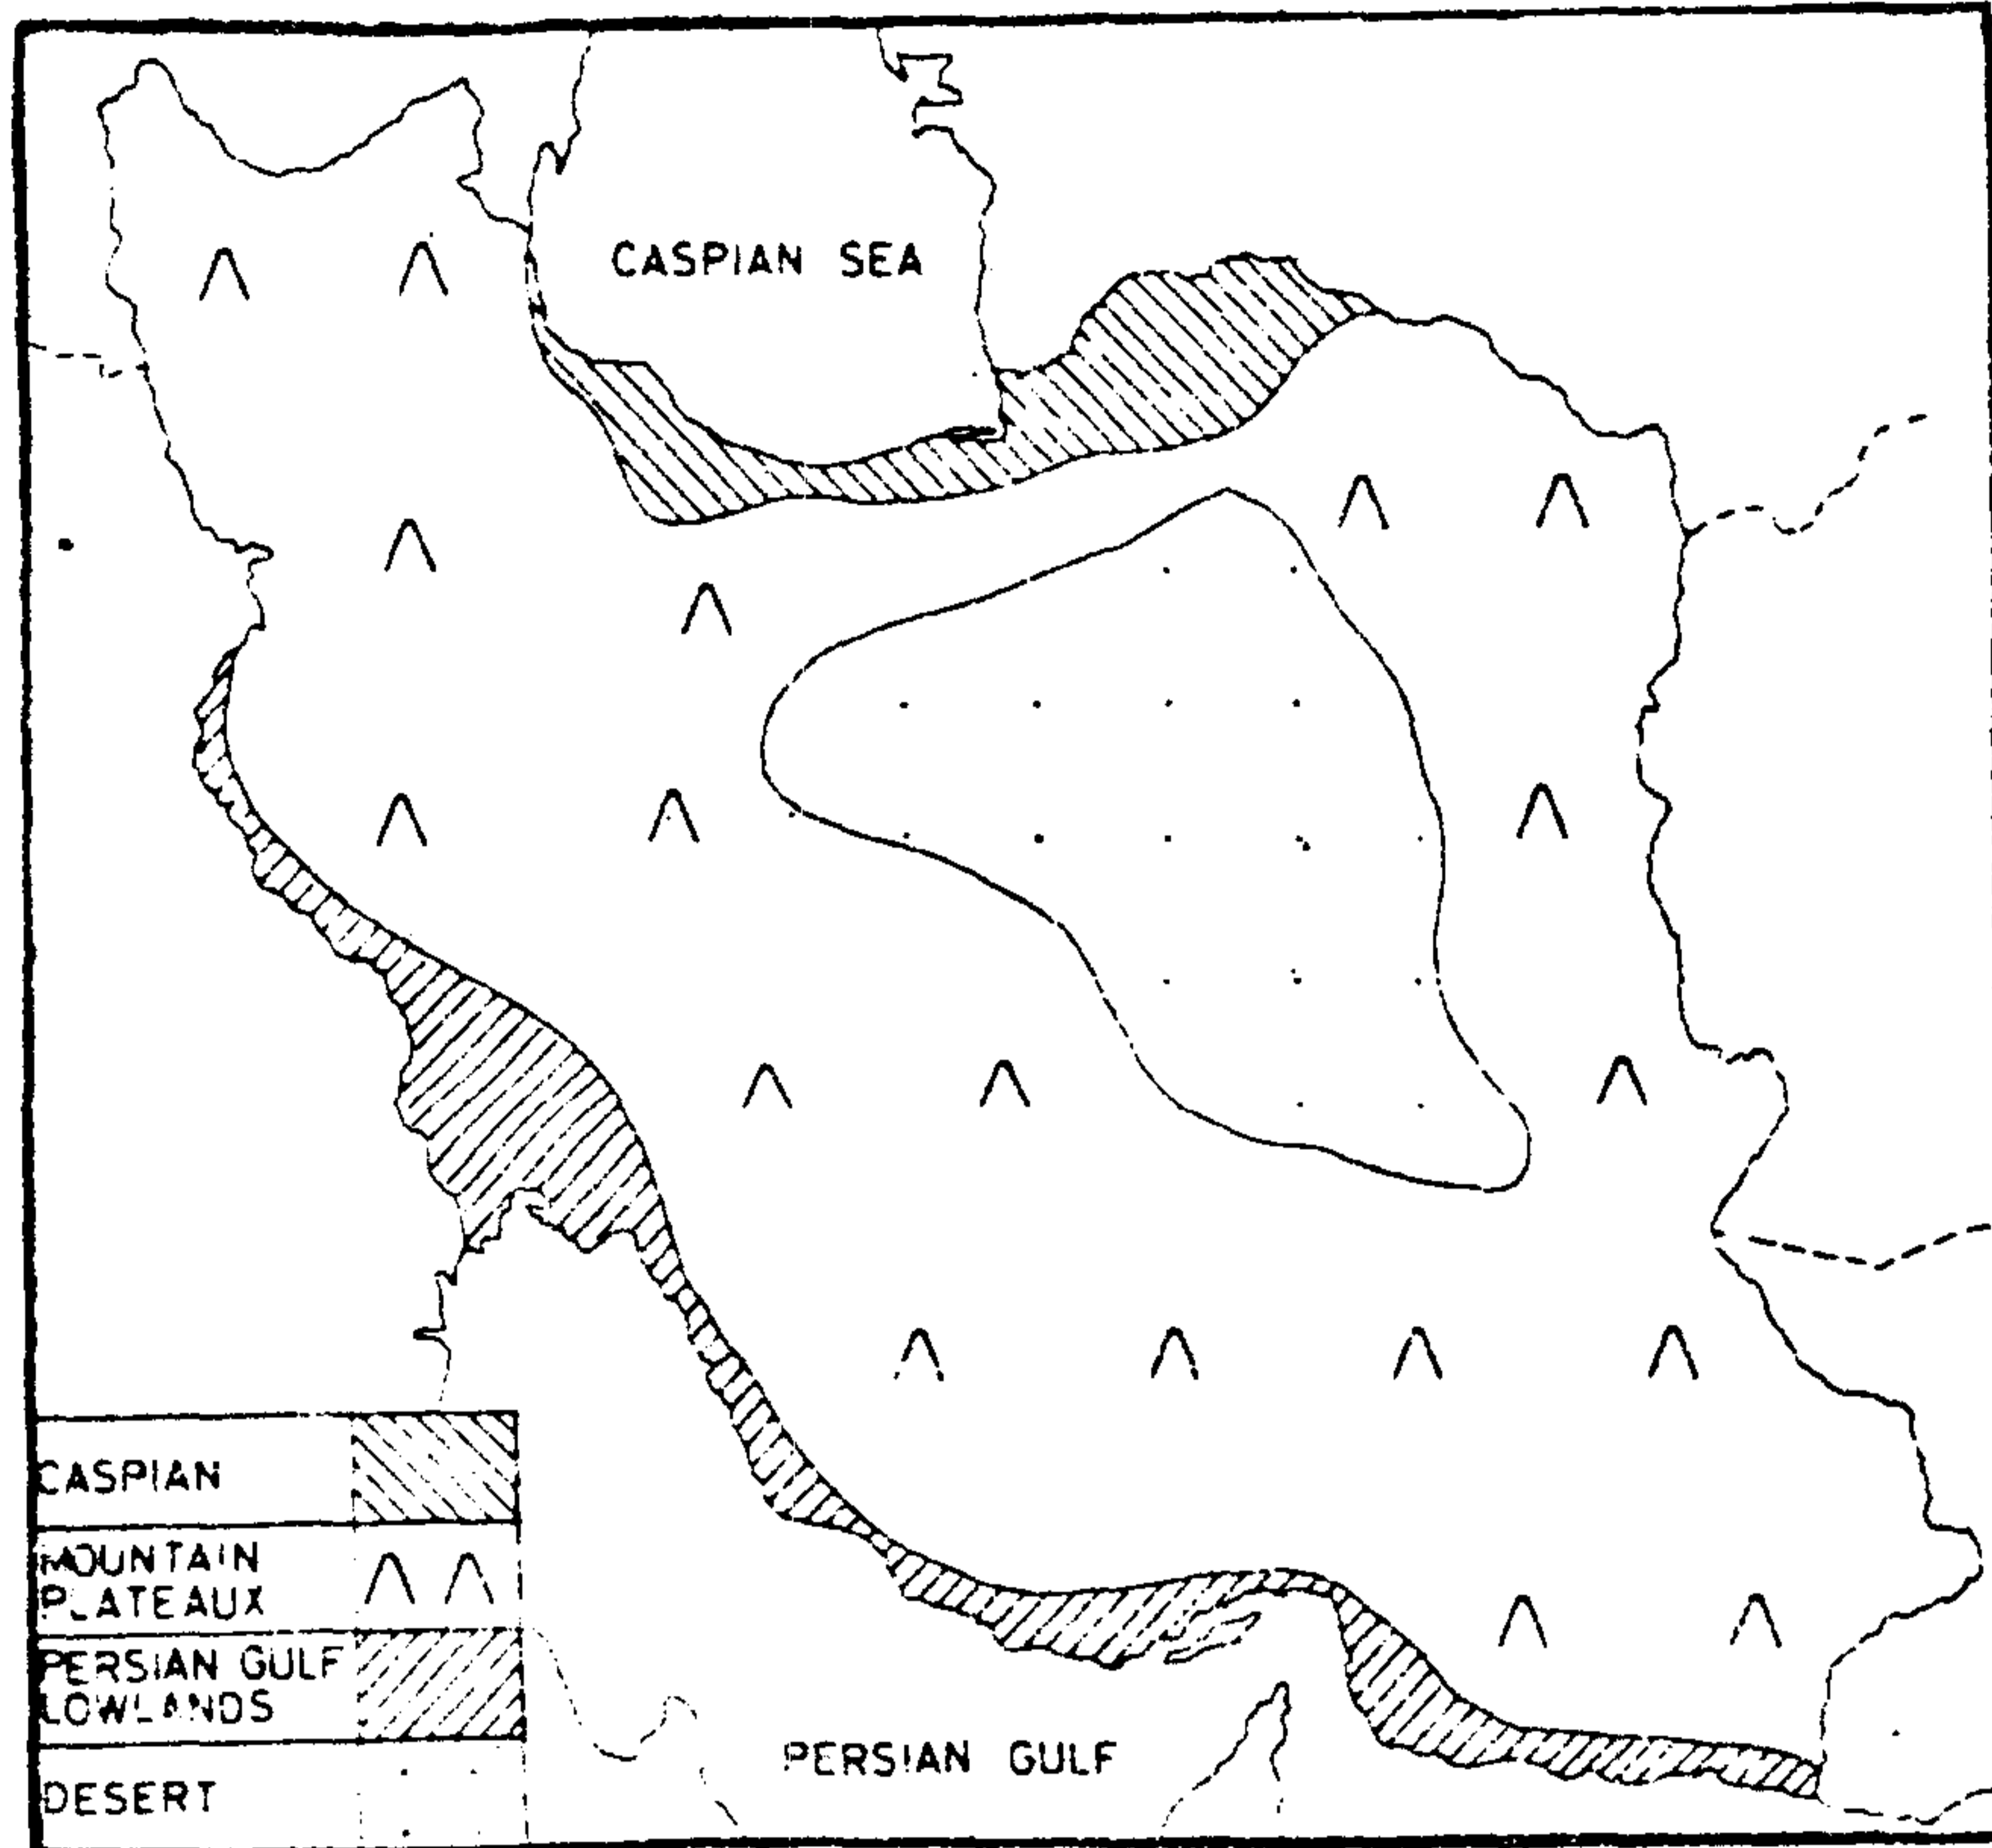 CASPIAN SEA
CASPIAN
MOUNTAIN
PLATEAUX
PERSIAN GULF
LOWLANDS
DESERT
PERSIAN GULF